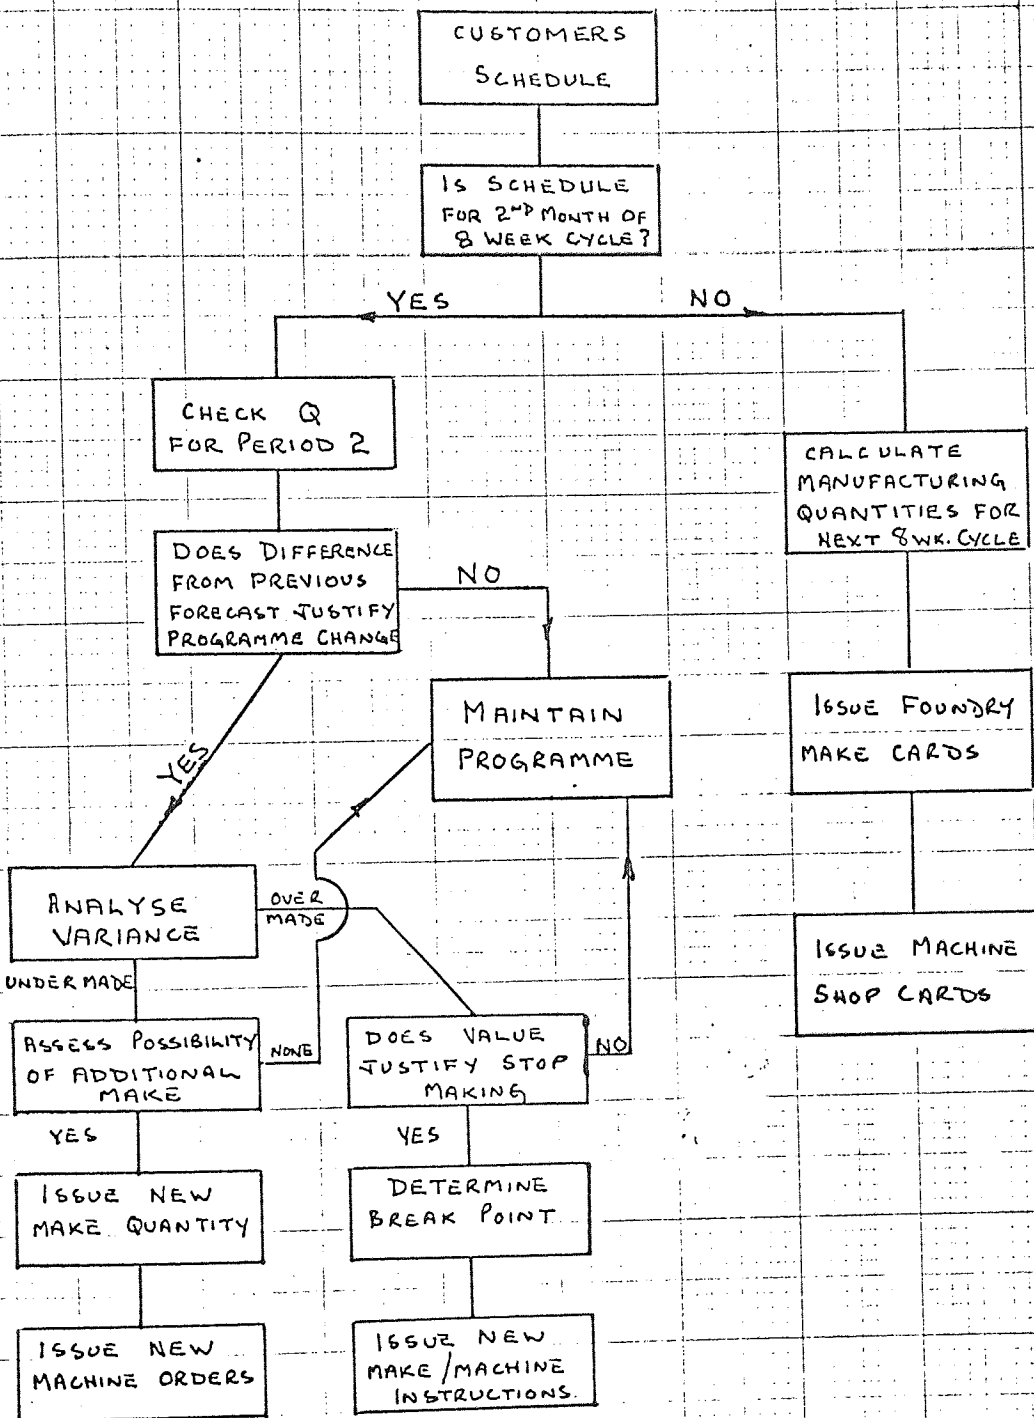 CUSTOMERS
SCHEDULE
IS SCHEDULE
FOR 2ND MONTH OF
8 WEEK CYCLE?
YES
NO
CHECK Q
FOR PERIOD 2
CALCULATE
MANUFACTURING
QUANTITIES FOR
NEXT 8 WK. CYCLE
DOES DIFFERENCE
FROM PREVIOUS
FORECAST JUSTIFY
PROGRAMME CHANGE
NO
YES
MAINTAIN
PROGRAMME
ISSUE FOUNDRY
MAKE CARDS
ANALYSE
VARIANCE
OVER
MADE
ISSUE MACHINE
SHOP CARDS
UNDER MADE
ASSESS POSSIBILITY
OF ADDITIONAL
MAKE
NONE
DOES VALUE
JUSTIFY STOP
MAKING
NO
YES
YES
ISSUE NEW
MAKE QUANTITY
DETERMINE
BREAK POINT
ISSUE NEW
MACHINE ORDERS
ISSUE NEW
MAKE / MACHINE
INSTRUCTIONS.